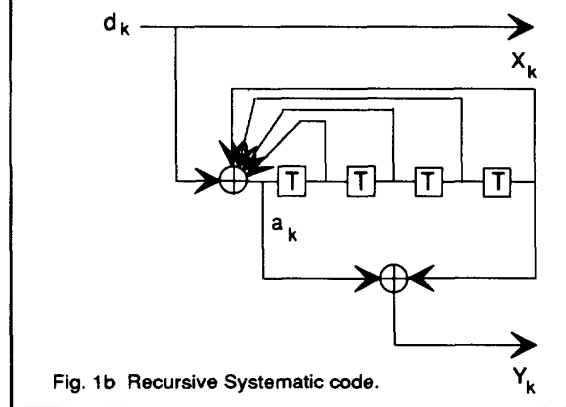 d k
X k
T T T T
a k
Y k
Fig. 1b Recursive Systematic code.